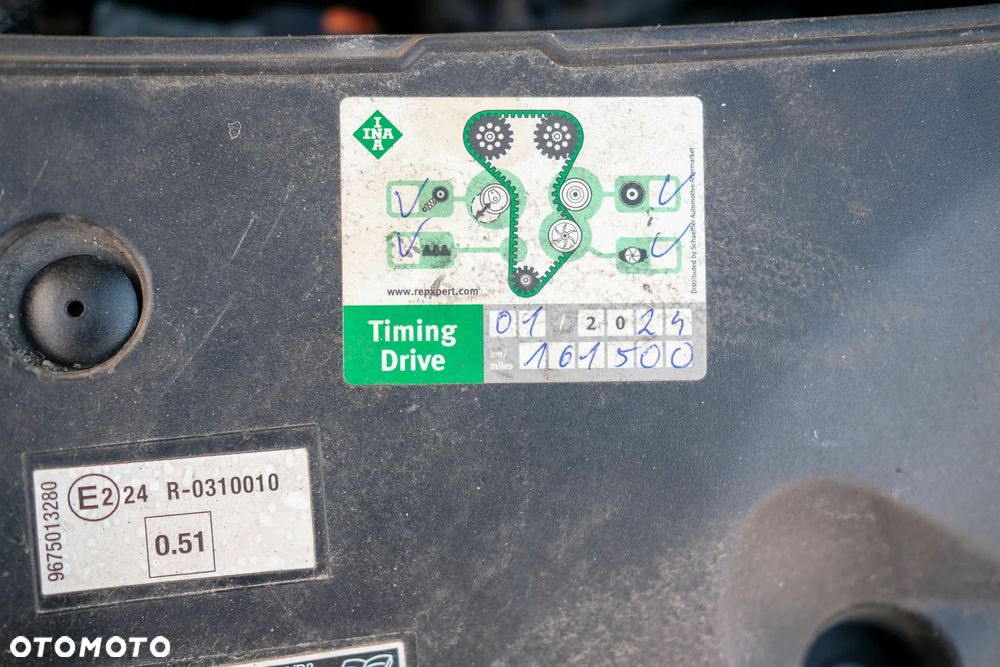 INA
INA
Distributed by Schaeffler Automotive Aftermarket
www.repxpert.com
Timing Drive
01 / 2024
km/ miles 161500
9675013280
E2 24 R-0310010
0.51
OTOMOTO